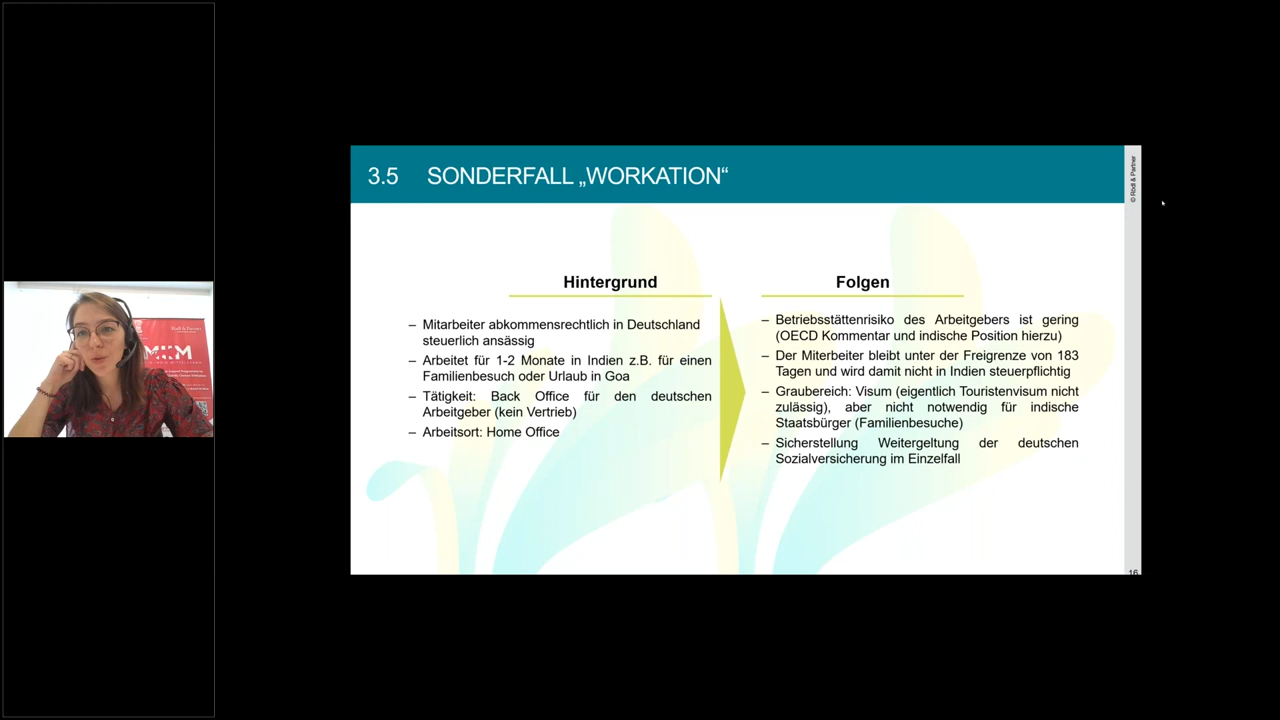 3.5 SONDERFALL „WORKATION“
© Rödl & Partner
Hintergrund
– Mitarbeiter abkommensrechtlich in Deutschland
steuerlich ansässig
– Arbeitet für 1-2 Monate in Indien z.B. für einen
Familienbesuch oder Urlaub in Goa
– Tätigkeit: Back Office für den deutschen
Arbeitgeber (kein Vertrieb)
– Arbeitsort: Home Office
Folgen
– Betriebsstättenrisiko des Arbeitgebers ist gering
(OECD Kommentar und indische Position hierzu)
– Der Miterbeiter bleibt unter der Freigrenze von 183
Tagen und wird damit nicht in Indien steuerpflichtig
– Graubereich: Visum (eigentlich Touristenvisum nicht
zulässig), aber nicht notwendig für indische
Staatsbürger (Familienbesuche)
– Sicherstellung Weitergeltung der deutschen
Sozialversicherung im Einzelfall
16
Rödl & Partner